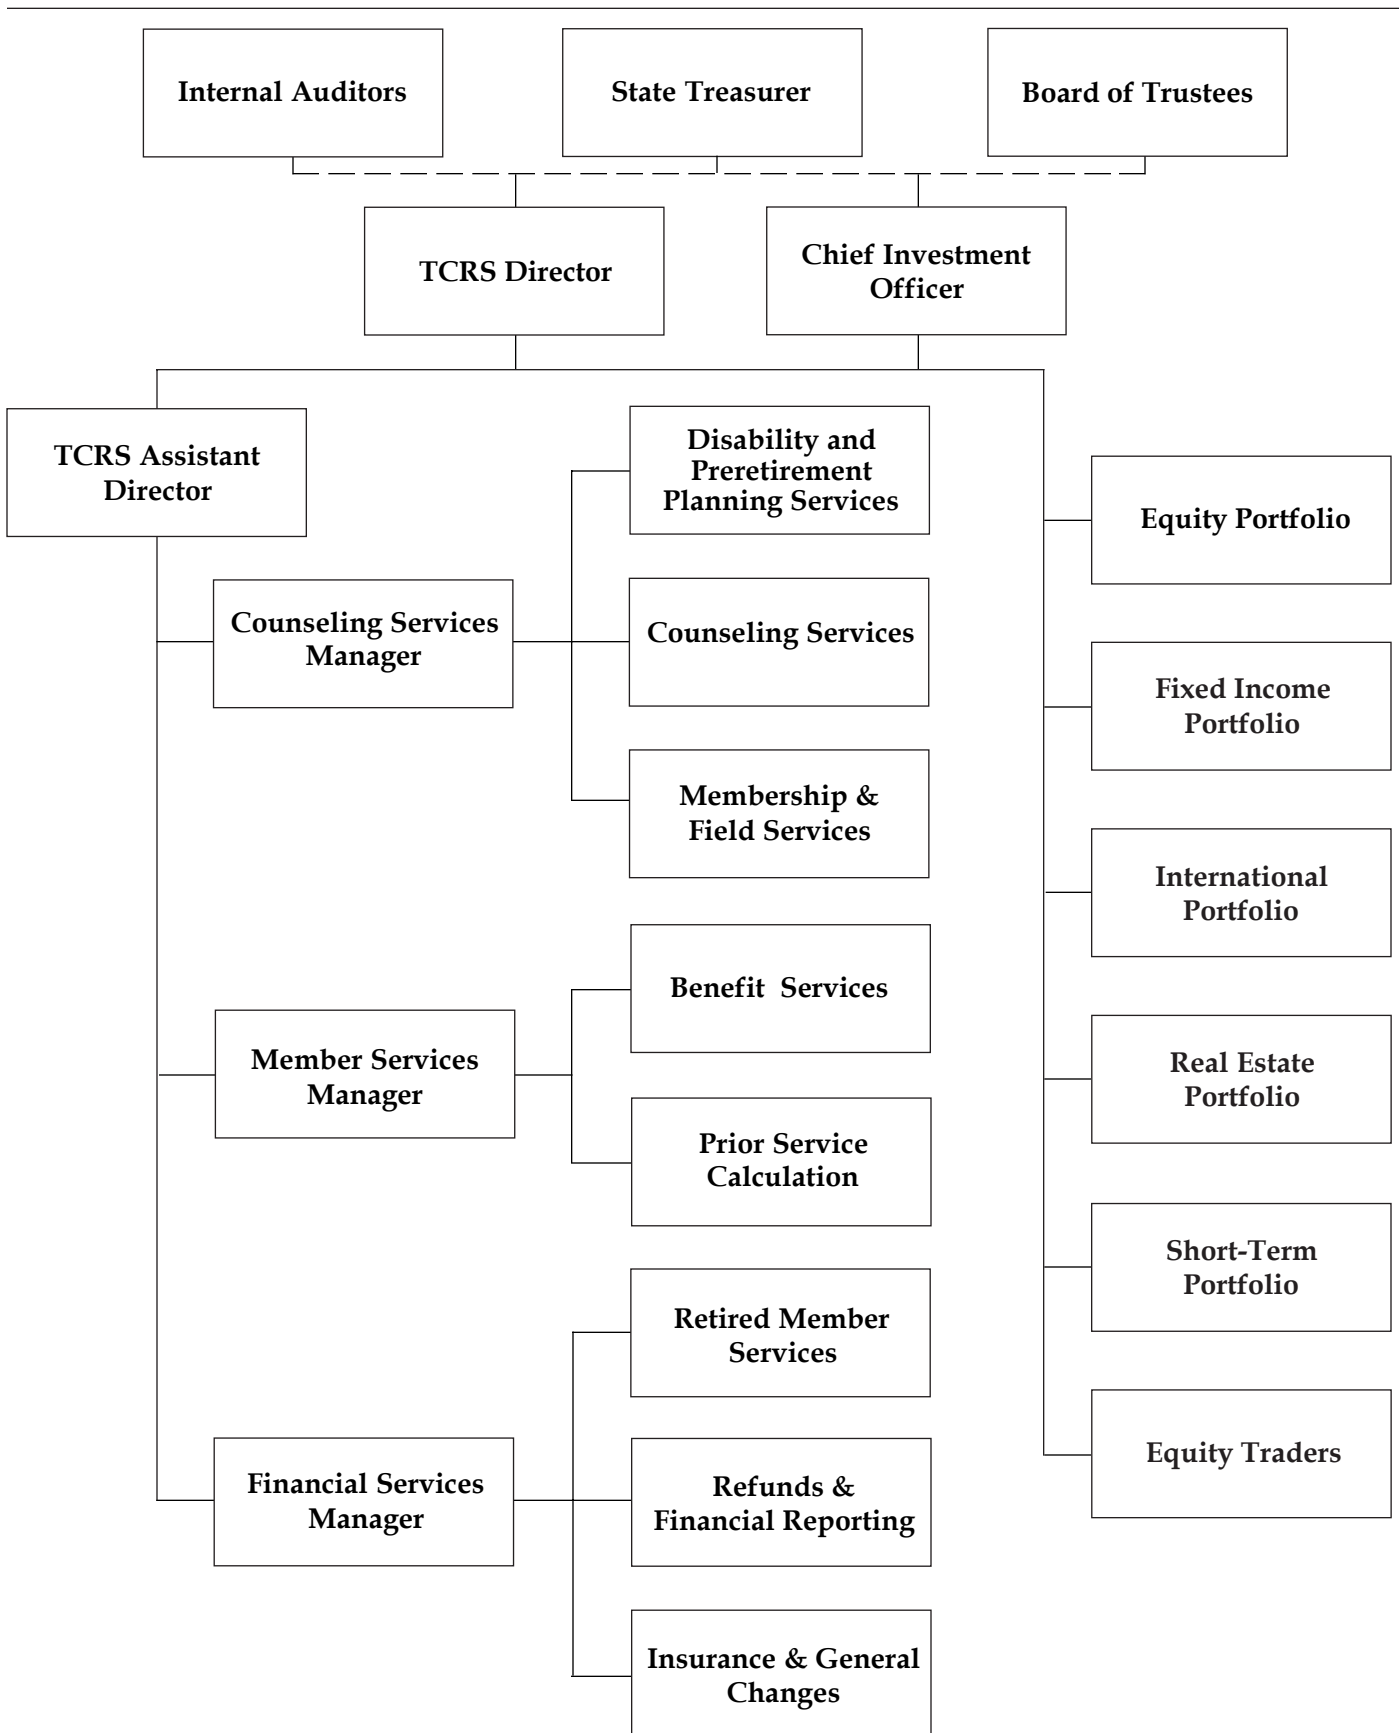 Internal Auditors
State Treasurer
Board of Trustees
TCRS Director
Chief Investment
Officer
TCRS Assistant
Director
Disability and
Preretirement
Planning Services
Equity Portfolio
Counseling Services
Manager
Counseling Services
Fixed Income
Portfolio
Membership &
Field Services
International
Portfolio
Benefit Services
Member Services
Manager
Real Estate
Portfolio
Prior Service
Calculation
Short-Term
Portfolio
Retired Member
Services
Equity Traders
Financial Services
Manager
Refunds &
Financial Reporting
Insurance & General
Changes